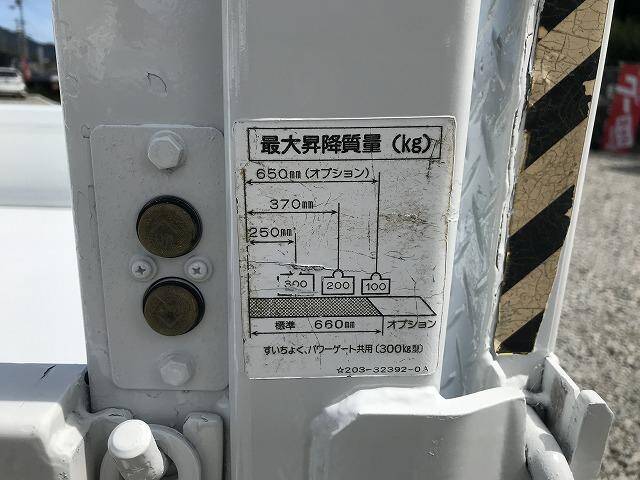 最大昇降質量(kg)
650mm(オプション)
370mm
250mm
300 200 100
標準 660mm オプション
すいちょく、パワーゲート共用(300kg型)
☆203-32392-0A